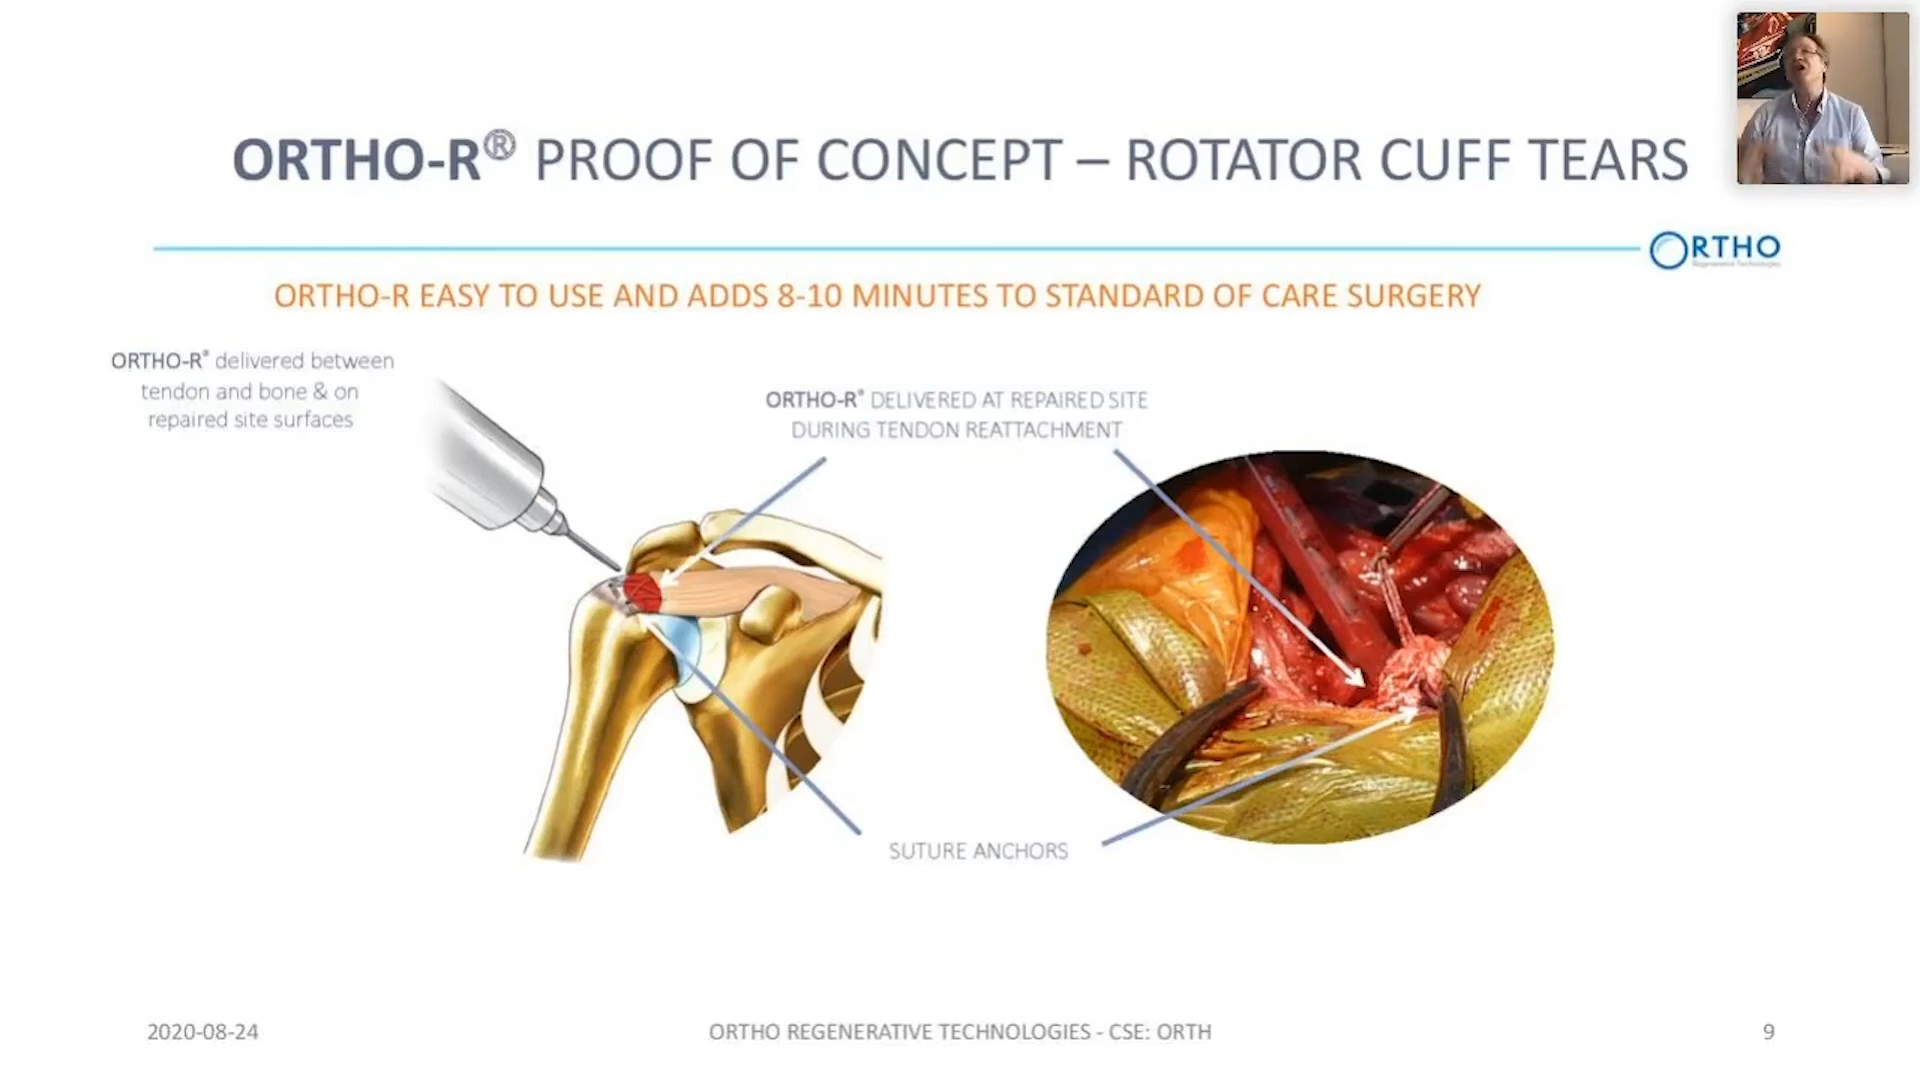 ORTHO-R® PROOF OF CONCEPT – ROTATOR CUFF TEARS
ORTHO
Regenerative Technologies
ORTHO-R EASY TO USE AND ADDS 8-10 MINUTES TO STANDARD OF CARE SURGERY
ORTHO-R® delivered between
tendon and bone & on
repaired site surfaces
ORTHO-R® DELIVERED AT REPAIRED SITE
DURING TENDON REATTACHMENT
SUTURE ANCHORS
2020-08-24
ORTHO REGENERATIVE TECHNOLOGIES - CSE: ORTH
9